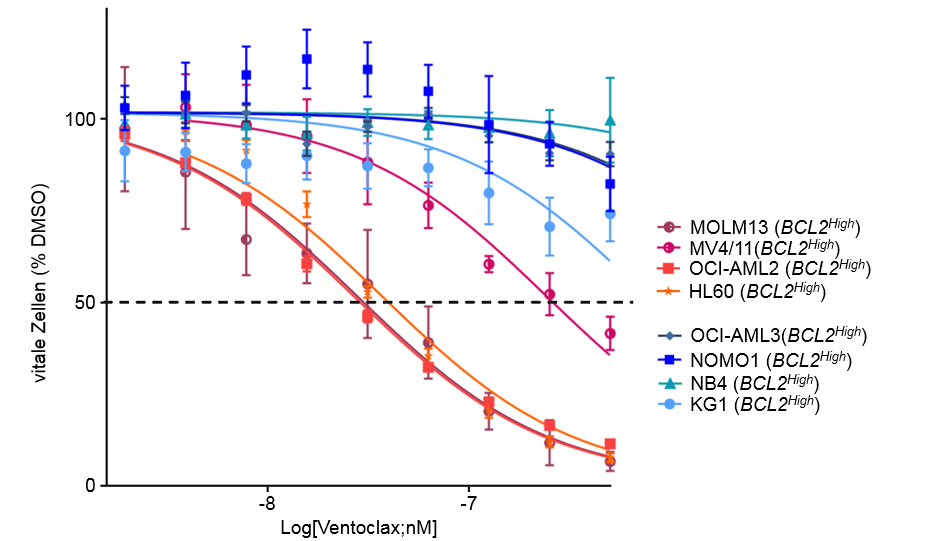 vitale Zellen (% DMSO)
100
50
0
-8
-7
Log[Ventoclax;nM]
MOLM13 (BCL2High)
MV4/11(BCL2High)
OCI-AML2 (BCL2High)
HL60 (BCL2High)
OCI-AML3(BCL2High)
NOMO1 (BCL2High)
NB4 (BCL2High)
KG1 (BCL2High)